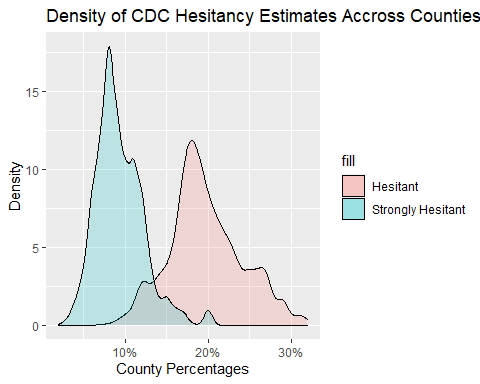 Density of CDC Hesitancy Estimates Accross Counties
15
10
5
0
Density
10% 20% 30%
County Percentages
fill
Hesitant
Strongly Hesitant